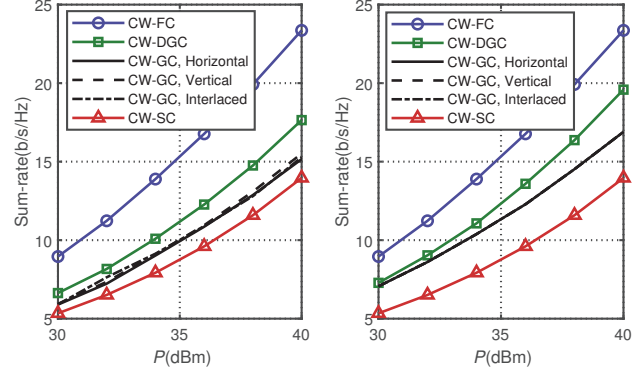 25
20
15
10
5
Sum-rate(b/s/Hz)
CW-FC
CW-DGC
CW-GC, Horizontal
CW-GC, Vertical
CW-GC, Interlaced
CW-SC
30
35
40
P(dBm)
25
20
15
10
5
Sum-rate(b/s/Hz)
CW-FC
CW-DGC
CW-GC, Horizontal
CW-GC, Vertical
CW-GC, Interlaced
CW-SC
30
35
40
P(dBm)